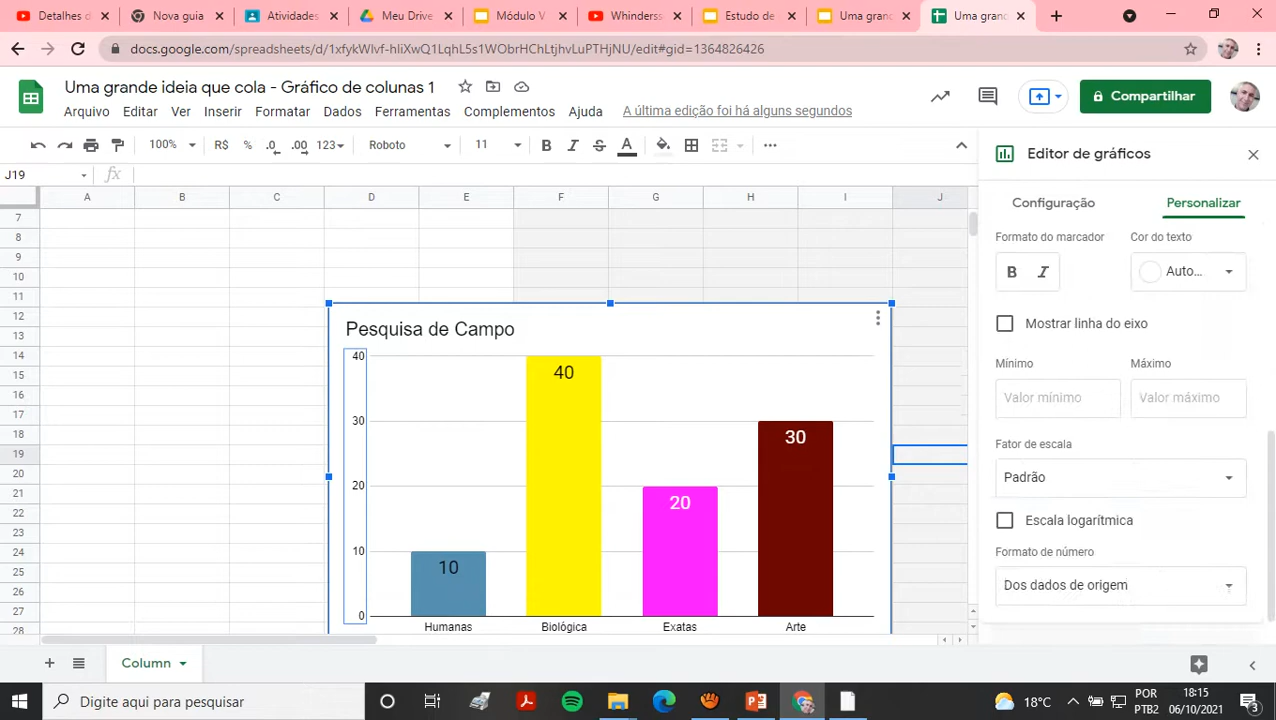 Detalhes d
Nova guia
Atividades
Meu Drive
Módulo V
Whinderss
Estudo de
Uma gran
Uma gran
docs.google.com/spreadsheets/d/1xfykWIvf-hIiXwQ1LqhL5s1WObrHChLtjhvLuPTHjNU/edit#gid=1364826426
Uma grande ideia que cola - Gráfico de colunas 1
Arquivo Editar Ver Inserir Formatar Dados Ferramentas Complementos Ajuda A última edição foi há alguns segundos
Compartilhar
100% R$ % .0 .00 123 Roboto 11 B I S A
J19 fx
A B C D E F G H I J
7
8
9
10
11
12
13
14
15
16
17
18
19
20
21
22
23
24
25
26
27
28
Pesquisa de Campo
40
30
20
10
0
10
40
20
30
Humanas Biológica Exatas Arte
Editor de gráficos
Configuração Personalizar
Formato do marcador Cor do texto
B I Auto...
Mostrar linha do eixo
Mínimo Máximo
Valor mínimo Valor máximo
Fator de escala
Padrão
Escala logarítmica
Formato de número
Dos dados de origem
Column
Digite aqui para pesquisar
18°C
POR
PTB2
18:15
06/10/2021
3